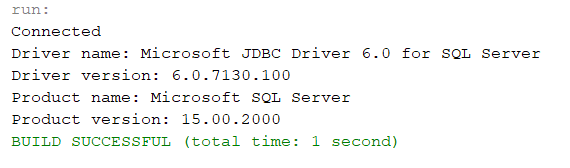 run:
Connected
Driver name: Microsoft JDBC Driver 6.0 for SQL Server
Driver version: 6.0.7130.100
Product name: Microsoft SQL Server
Product version: 15.00.2000
BUILD SUCCESSFUL (total time: 1 second)